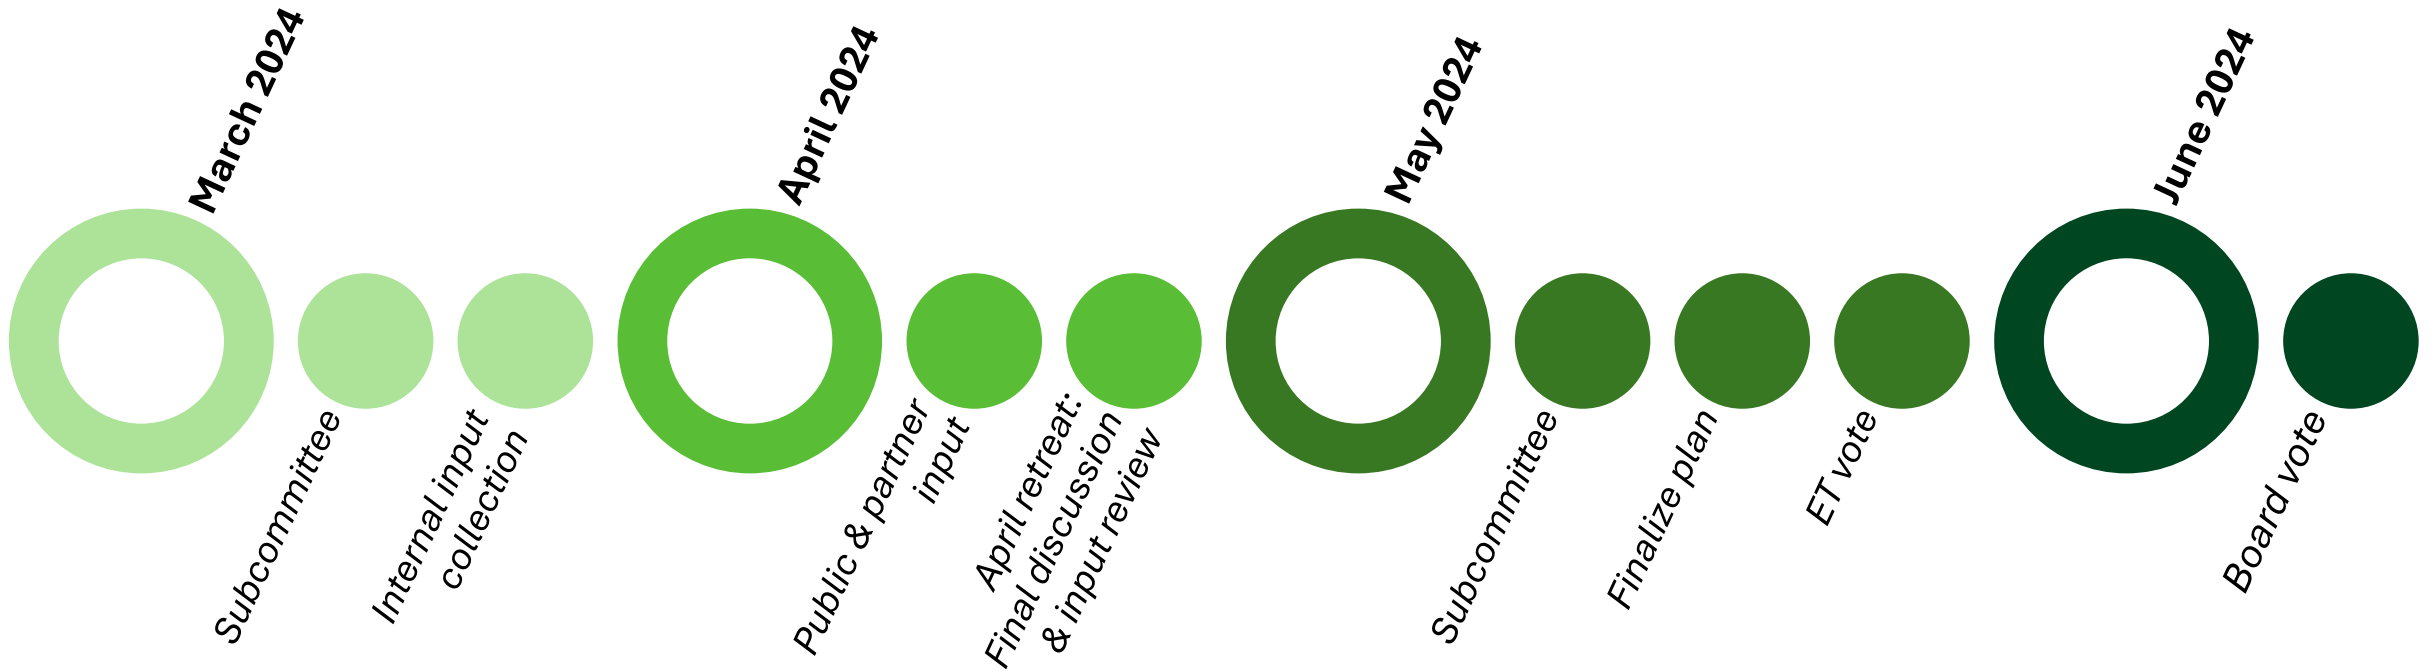 March 2024
Subcommittee
Internal input
collection
April 2024
Public & partner
input
April retreat:
Final discussion
& input review
May 2024
Subcommittee
Finalize plan
ET vote
June 2024
Board vote